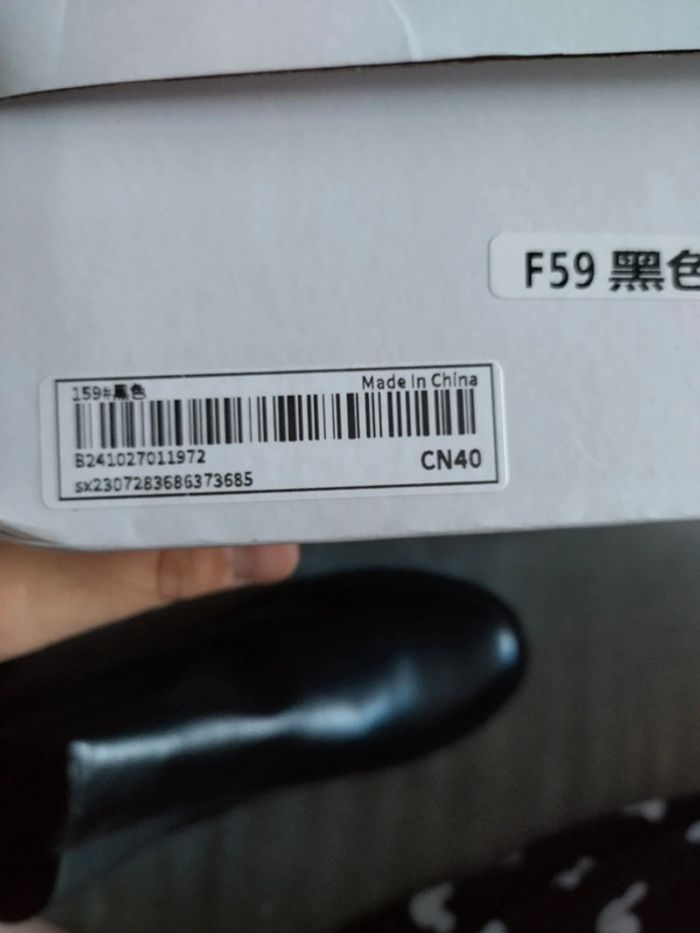 F59 黑色
159#黑色
Made In China
B241027011972
CN40
sx2307283686373685